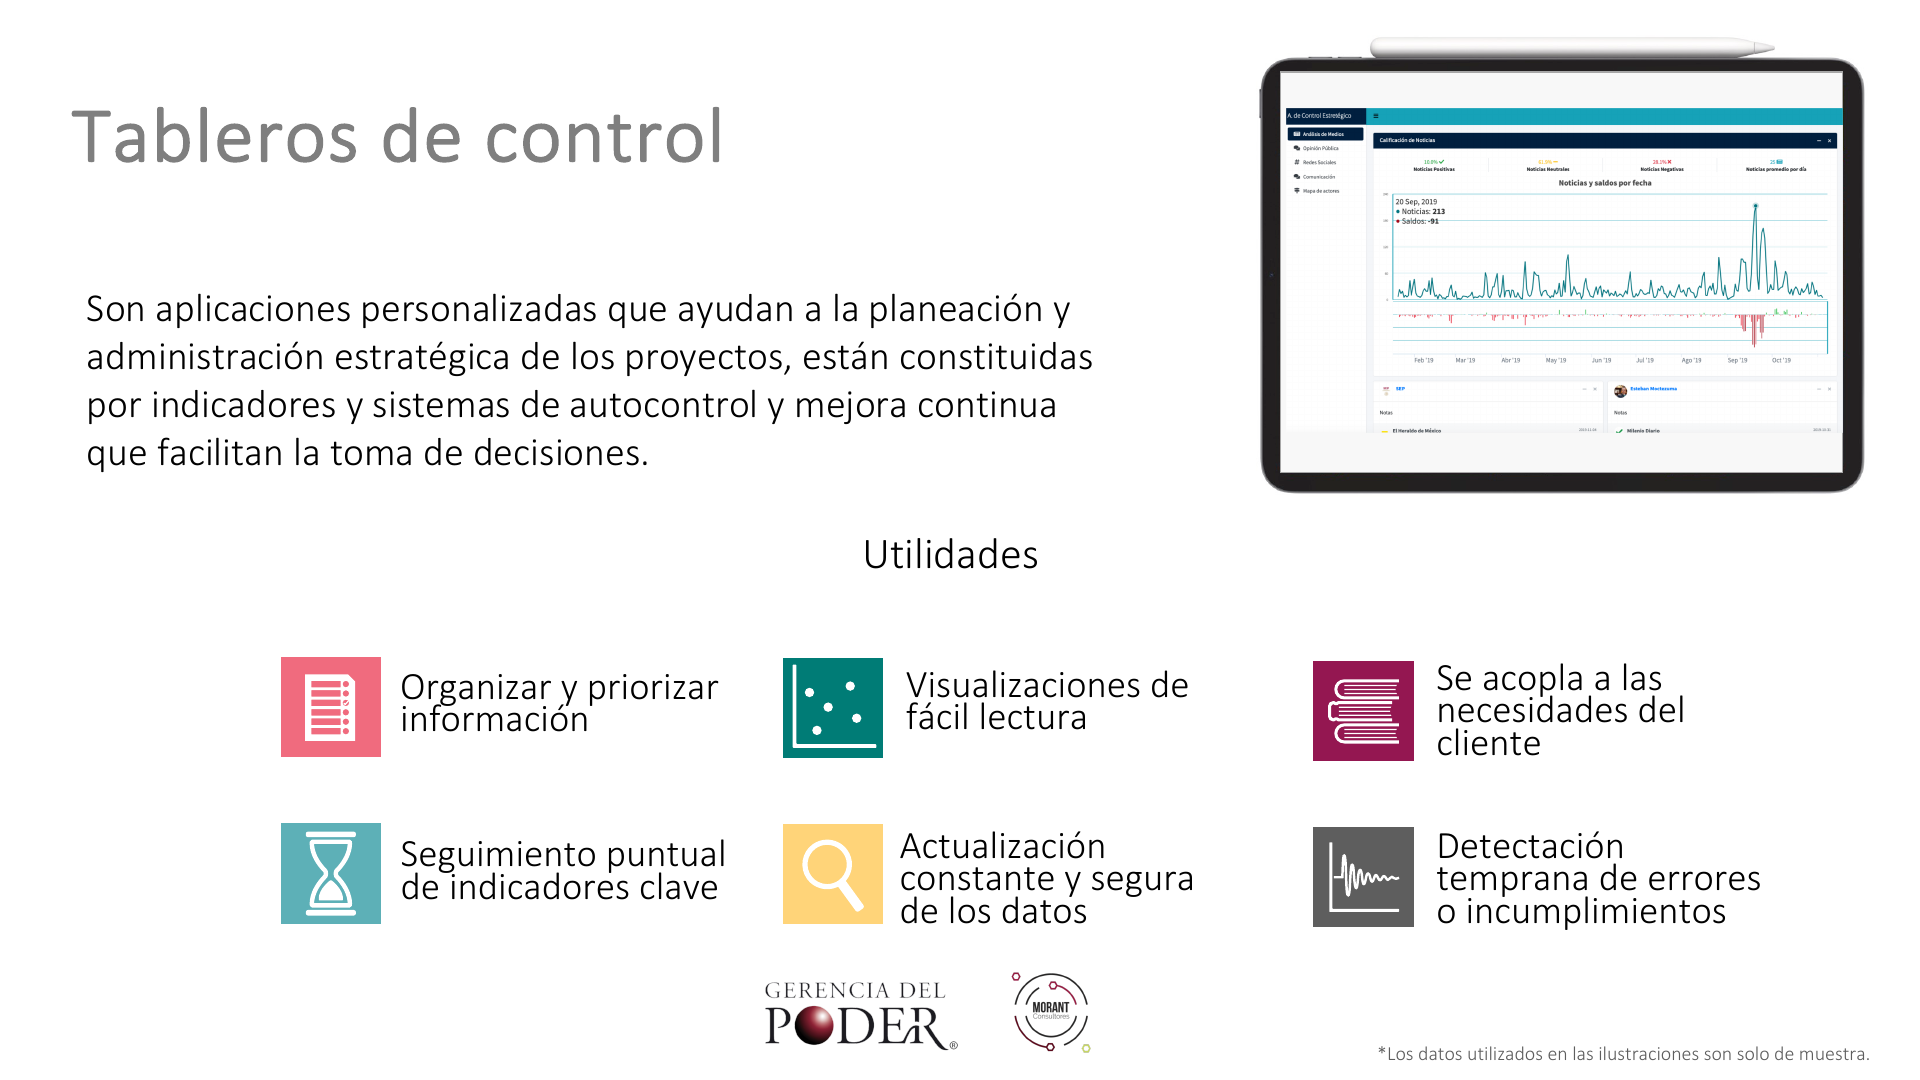 Tableros de control
Son aplicaciones personalizadas que ayudan a la planeación y
administración estratégica de los proyectos, están constituidas
por indicadores y sistemas de autocontrol y mejora continua
que facilitan la toma de decisiones.
A. de Control Estratégico
Análisis de Medios
Opinión Pública
Redes Sociales
Comunicación
Mapa de actores
Calificación de Noticias
Noticias Positivas
Noticias Neutrales
28.1%
Noticias Negativas
Noticias promedio por día
Noticias y saldos por fecha
20 Sep, 2019
Noticias: 213
Saldos: -91
Feb '19 Mar '19 Abr '19 May '19 Jun '19 Jul '19 Ago '19 Sep '19 Oct '19
SEP
Esteban Moctezuma
Notas
Notas
El Heraldo de México
Milenio Diario
Utilidades
Organizar y priorizar
información
Visualizaciones de
fácil lectura
Se acopla a las
necesidades del
cliente
Seguimiento puntual
de indicadores clave
Actualización
constante y segura
de los datos
Detectación
temprana de errores
o incumplimientos
GERENCIA DEL
PODER®
MORANT
Consultores
*Los datos utilizados en las ilustraciones son solo de muestra.